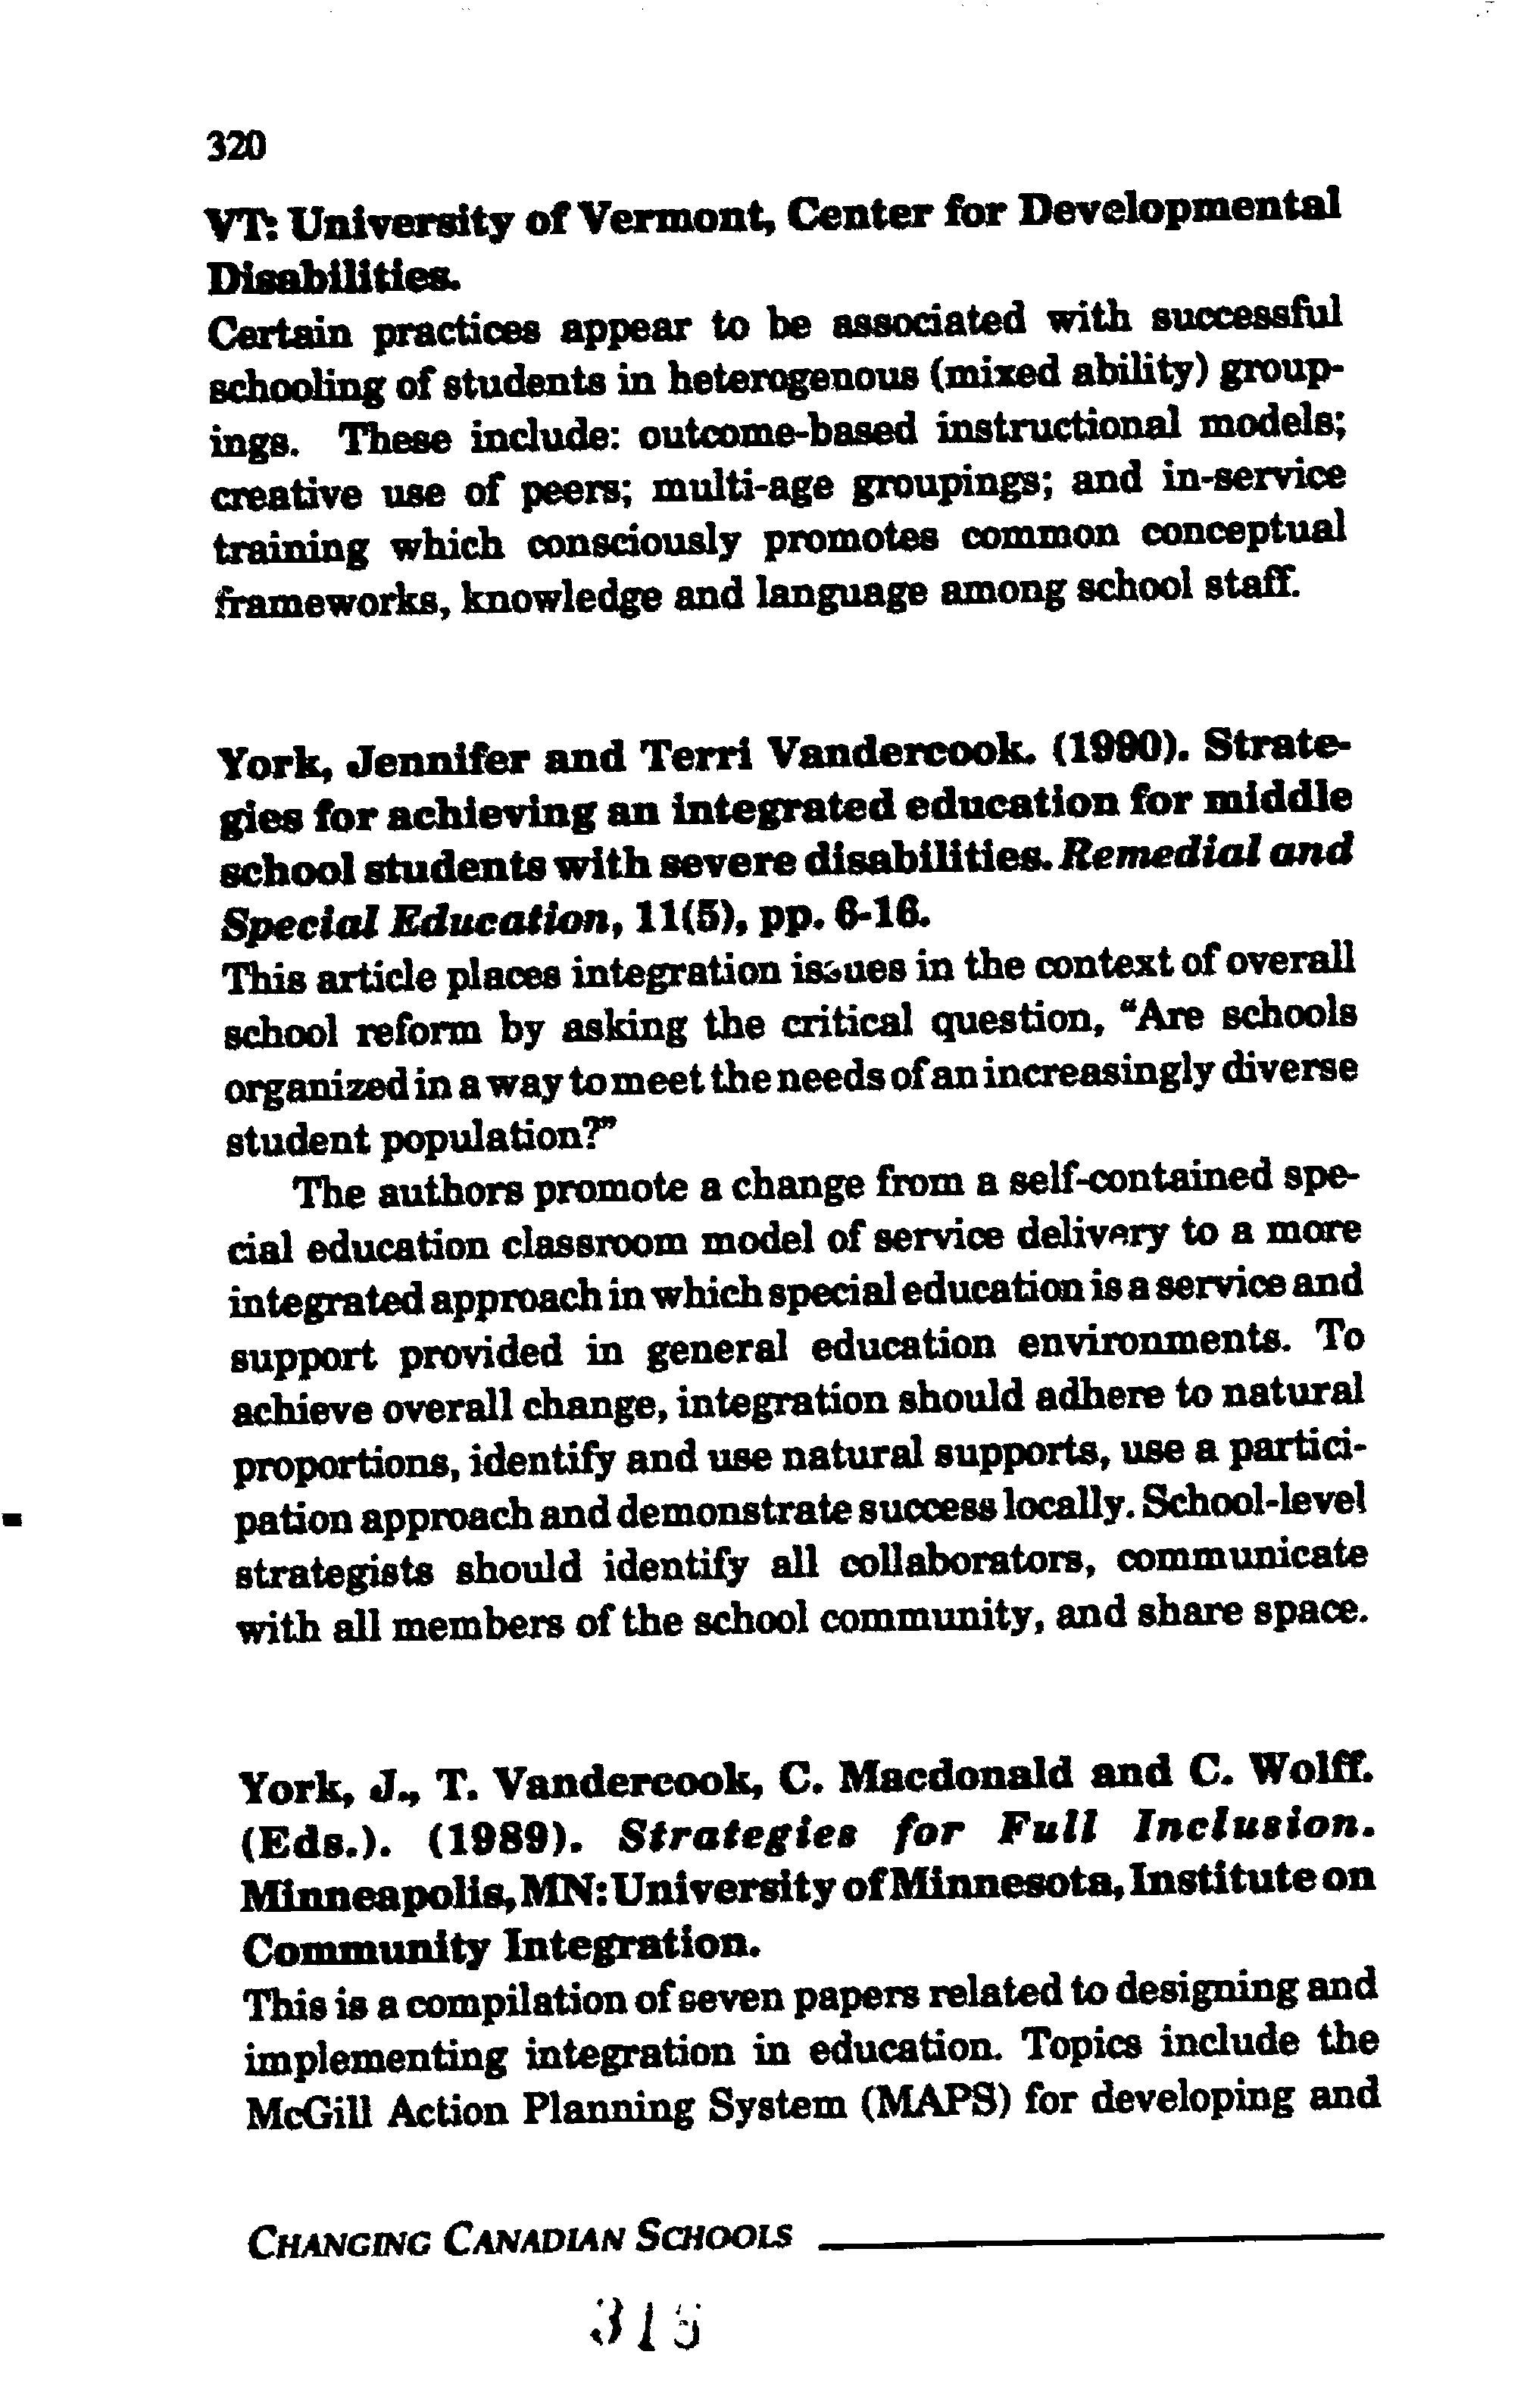 320
VT: University of Vermont, Center for Developmental
Disabilities.
Certain practices appear to be associated with successful
schooling of students in heterogenous (mixed ability) group-
ings. These include: outcome-based instructional models;
creative use of peers; multi-age groupings; and in-service
training which consciously promotes common conceptual
frameworks, knowledge and language among school staff.
York, Jennifer and Terri Vandercook. (1990). Strate-
gies for achieving an integrated education for middle
school students with severe disabilities. Remedial and
Special Education, 11(5), pp. 6-16.
This article places integration issues in the context of overall
school reform by asking the critical question, “Are schools
organized in a way to meet the needs of an increasingly diverse
student population?”
The authors promote a change from a self-contained spe-
cial education classroom model of service delivery to a more
integrated approach in which special education is a service and
support provided in general education environments. To
achieve overall change, integration should adhere to natural
proportions, identify and use natural supports, use a partici-
pation approach and demonstrate success locally. School-level
strategists should identify all collaborators, communicate
with all members of the school community, and share space.
York, J., T. Vandercook, C. Macdonald and C. Wolff.
(Eds.). (1989). Strategies for Full Inclusion.
Minneapolis, MN: University of Minnesota, Institute on
Community Integration.
This is a compilation of seven papers related to designing and
implementing integration in education. Topics include the
McGill Action Planning System (MAPS) for developing and
CHANGING CANADIAN SCHOOLS